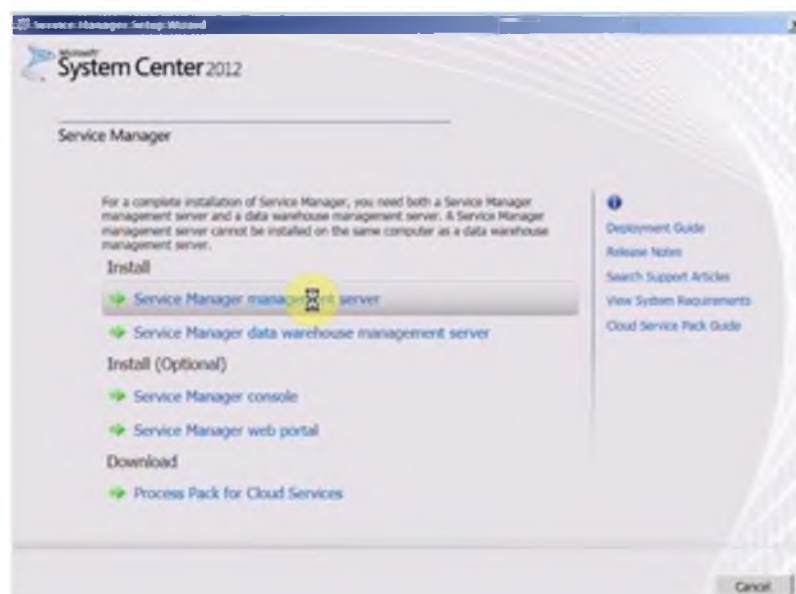 Service Manager Setup Wizard
Microsoft
System Center 2012
Service Manager
For a complete installation of Service Manager, you need both a Service Manager
management server and a data warehouse management server. A Service Manager
management server cannot be installed on the same computer as a data warehouse
management server.
Install
Service Manager management server
Service Manager data warehouse management server
Install (Optional)
Service Manager console
Service Manager web portal
Download
Process Pack for Cloud Services
Deployment Guide
Release Notes
Search Support Articles
View System Requirements
Cloud Service Pack Guide
Cancel